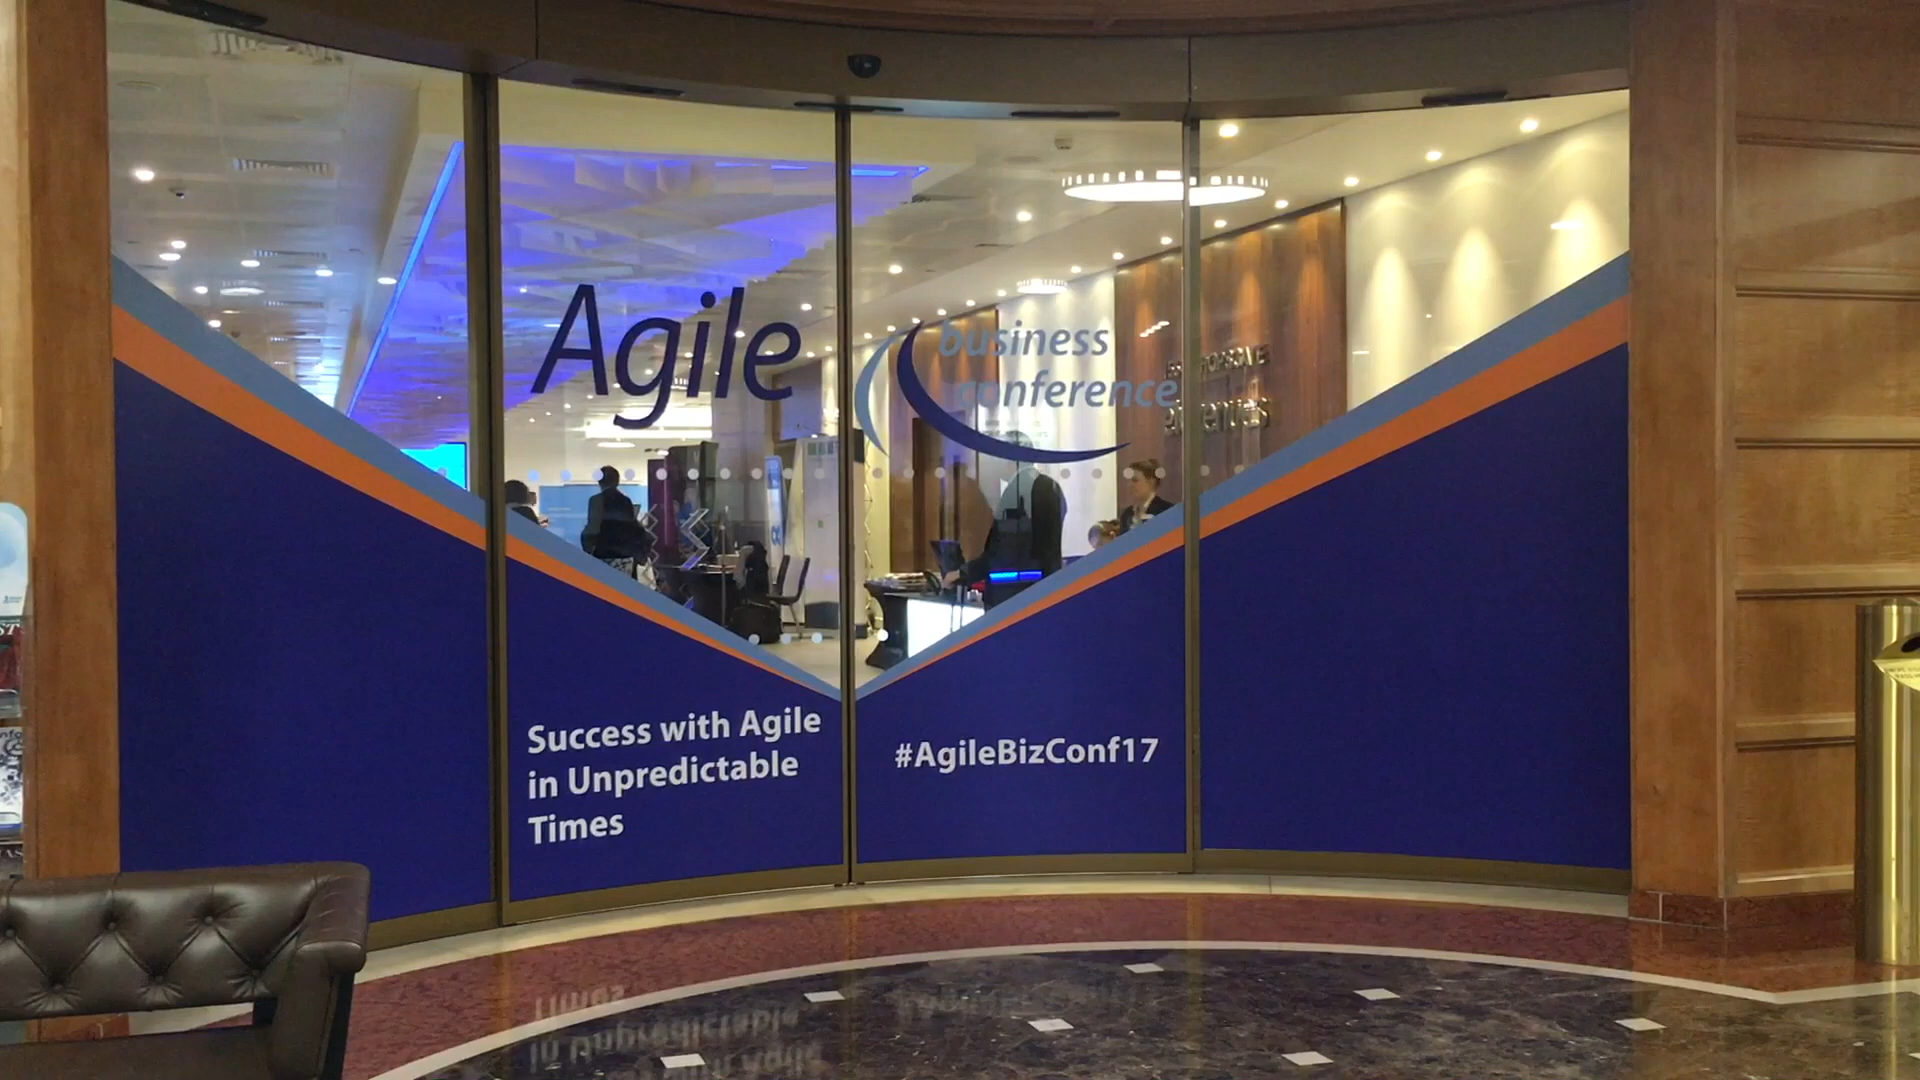 Agile
business
conference
Success with Agile
in Unpredictable
Times
#AgileBizConf17